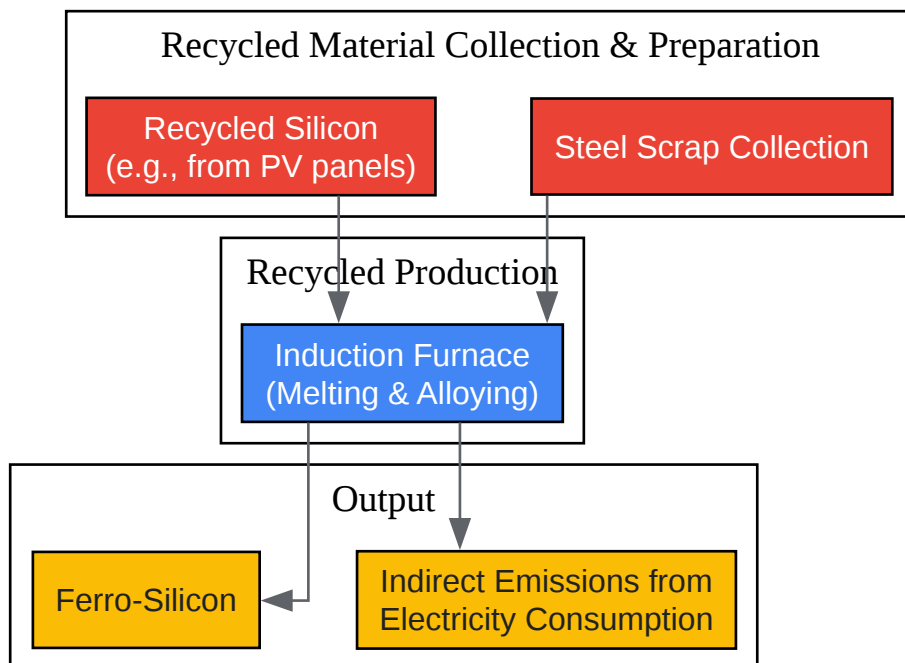 Recycled Material Collection & Preparation
Recycled Silicon
(e.g., from PV panels)
Steel Scrap Collection
Recycled Production
Induction Furnace
(Melting & Alloying)
Output
Ferro-Silicon
Indirect Emissions from
Electricity Consumption